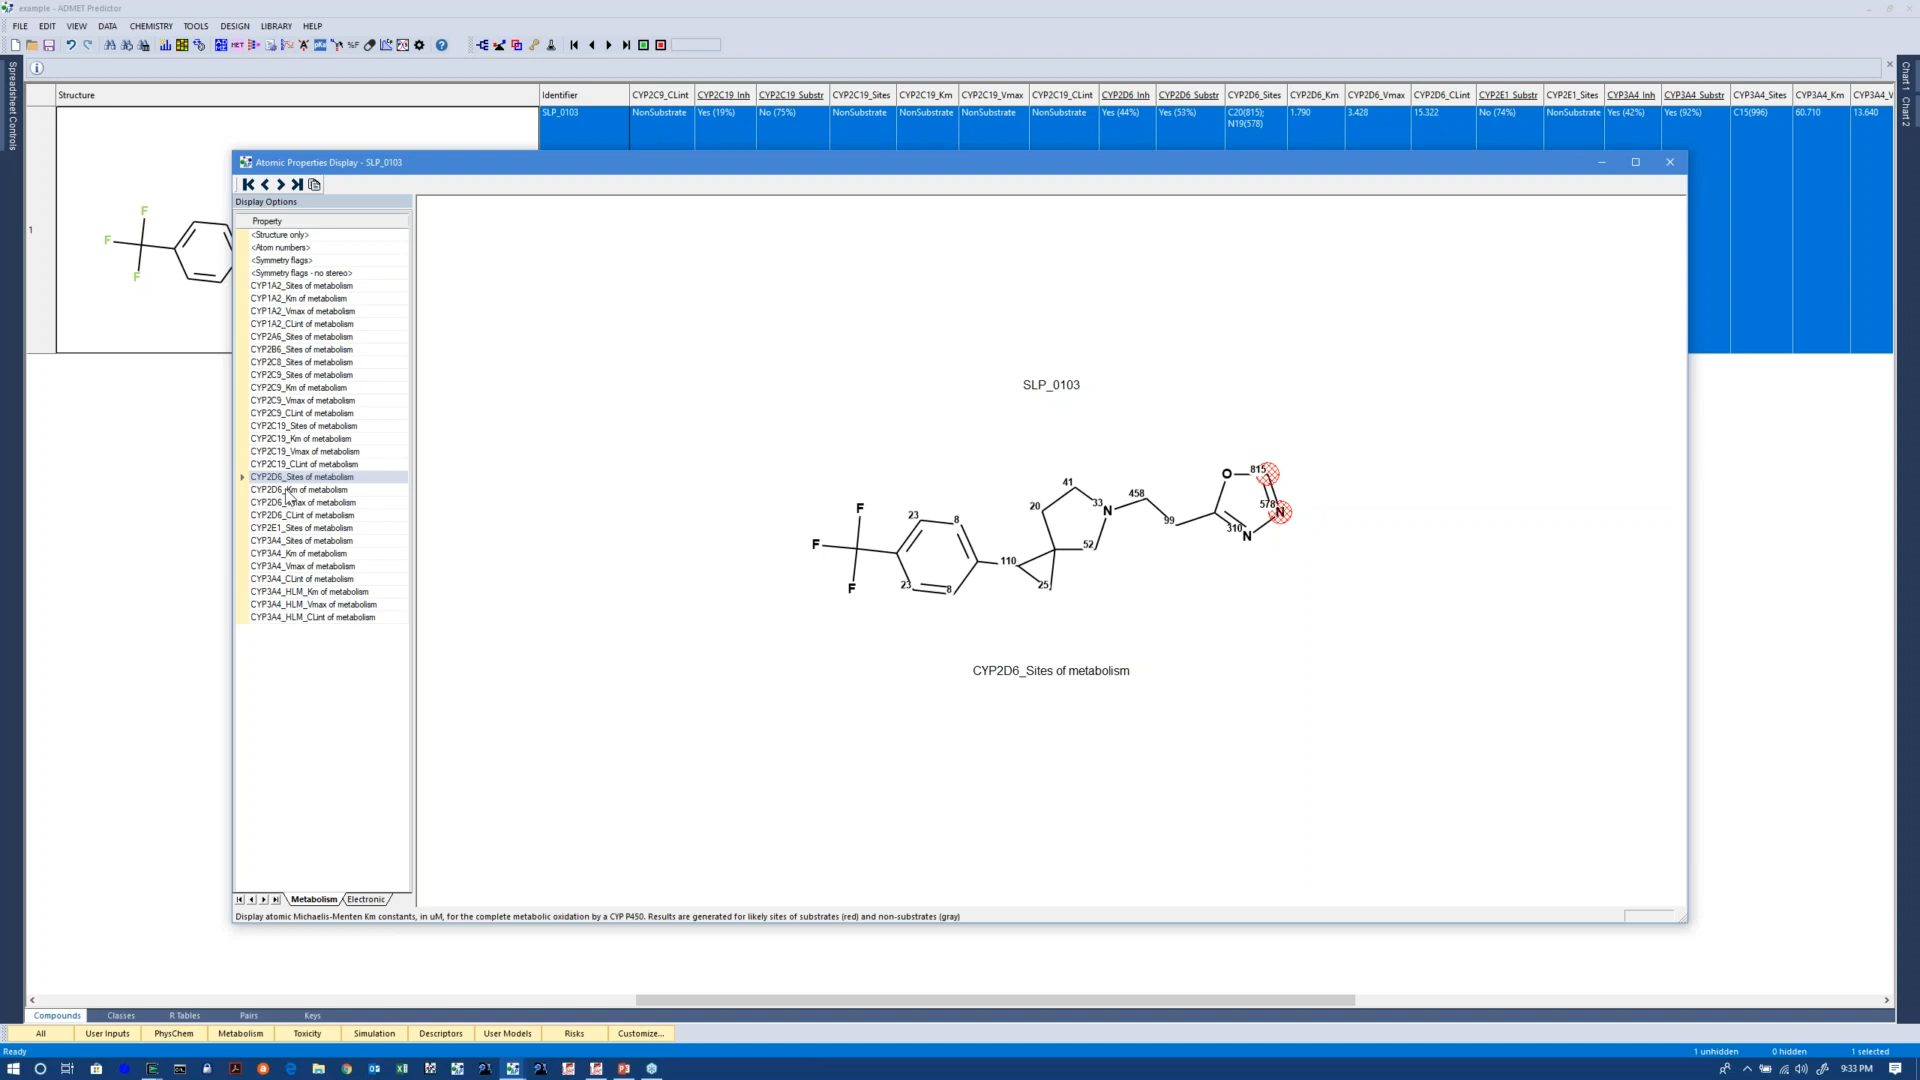 example - ADMET Predictor
FILE EDIT VIEW DATA CHEMISTRY TOOLS DESIGN LIBRARY HELP
Spreadsheet Controls
Chart 1 Chart 2
Structure Identifier CYP2C9_CLint CYP2C19_Inh CYP2C19_Substr CYP2C19_Sites CYP2C19_Km CYP2C19_Vmax CYP2C19_CLint CYP2D6_Inh CYP2D6_Substr CYP2D6_Sites CYP2D6_Km CYP2D6_Vmax CYP2D6_CLint CYP2E1_Substr CYP2E1_Sites CYP3A4_Inh CYP3A4_Substr CYP3A4_Sites CYP3A4_Km CYP3A4_V
SLP_0103 NonSubstrate Yes (19%) No (75%) NonSubstrate NonSubstrate NonSubstrate NonSubstrate Yes (44%) Yes (53%) C20(815); 1.790 3.428 15.322 No (74%) NonSubstrate Yes (42%) Yes (92%) C15(996) 60.710 13.640
N19(578)
1
F
F
F
Atomic Properties Display - SLP_0103
Display Options
Property
<Structure only>
<Atom numbers>
<Symmetry flags>
<Symmetry flags - no stereo>
CYP1A2_Sites of metabolism
CYP1A2_Km of metabolism
CYP1A2_Vmax of metabolism
CYP1A2_CLint of metabolism
CYP2A6_Sites of metabolism
CYP2B6_Sites of metabolism
CYP2C8_Sites of metabolism
CYP2C9_Sites of metabolism
CYP2C9_Km of metabolism
CYP2C9_Vmax of metabolism
CYP2C9_CLint of metabolism
CYP2C19_Sites of metabolism
CYP2C19_Km of metabolism
CYP2C19_Vmax of metabolism
CYP2C19_CLint of metabolism
CYP2D6_Sites of metabolism
CYP2D6_Km of metabolism
CYP2D6_Vmax of metabolism
CYP2D6_CLint of metabolism
CYP2E1_Sites of metabolism
CYP3A4_Sites of metabolism
CYP3A4_Km of metabolism
CYP3A4_Vmax of metabolism
CYP3A4_CLint of metabolism
CYP3A4_HLM_Km of metabolism
CYP3A4_HLM_Vmax of metabolism
CYP3A4_HLM_CLint of metabolism
SLP_0103
O 815
41
458
20 33 N 578 N
F 23 8 99 310 N
F 52
110
F 23 8 25
CYP2D6_Sites of metabolism
Metabolism Electronic
Display atomic Michaelis-Menten Km constants, in uM, for the complete metabolic oxidation by a CYP P450. Results are generated for likely sites of substrates (red) and non-substrates (gray)
Compounds Classes R Tables Pairs Keys
All User Inputs PhysChem Metabolism Toxicity Simulation Descriptors User Models Risks Customize...
Ready 1 unhidden 0 hidden 1 selected
9:33 PM